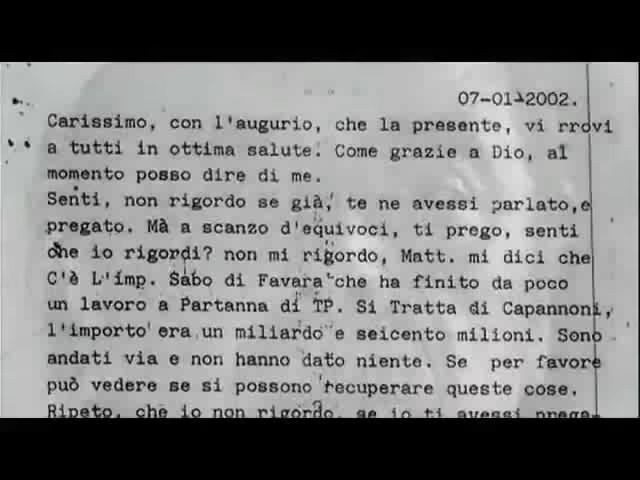 07-01-2002.
Carissimo, con l'augurio, che la presente, vi rrovi
a tutti in ottima salute. Come grazie a Dio, al
momento posso dire di me.
Senti, non rigordo se già, te ne avessi parlato,e
pregato. Mà a scanzo d'equivoci, ti prego, senti
che io rigordi? non mi rigordo, Matt. mi dici che
C'è L'imp. Sabo di Favara che ha finito da poco
un lavoro a Partanna di TP. Si Tratta di Capannoni,
l'importo era un miliardo e seicento milioni. Sono
andati via e non hanno dato niente. Se per favore
può vedere se si possono recuperare queste cose.
Ripeto, che io non rigordo, se io ti avessi prega-